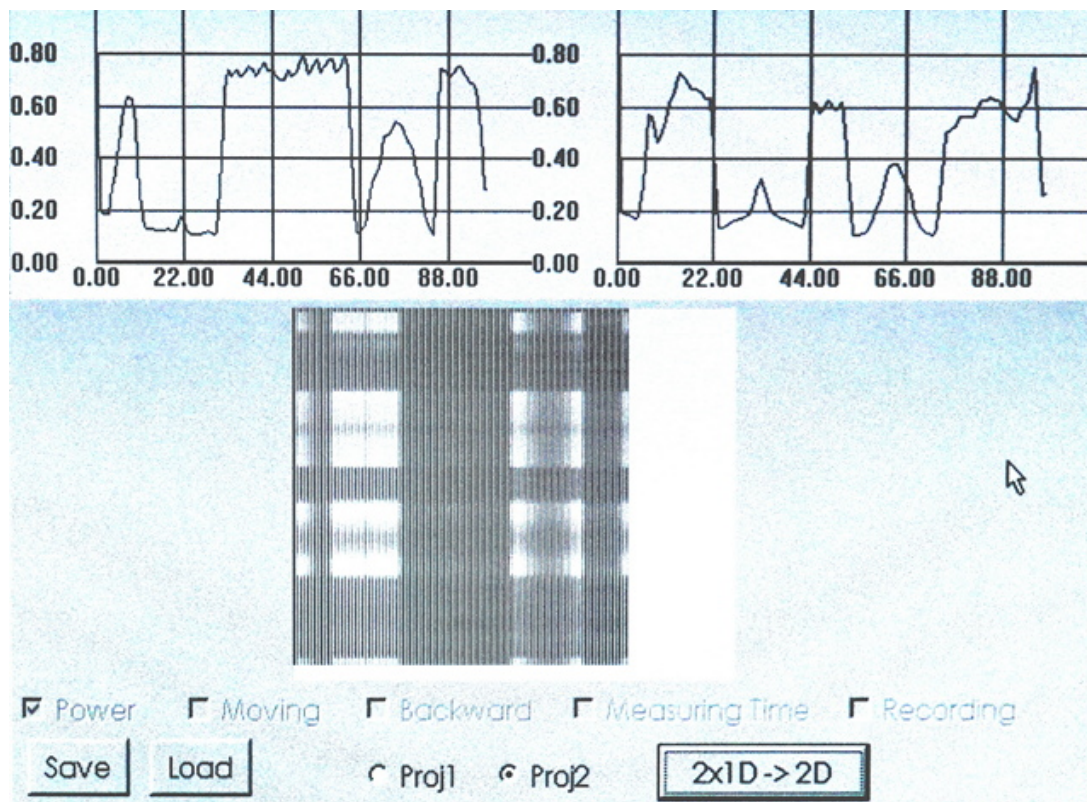 0.80 0.80
0.60 0.60
0.40 0.40
0.20 0.20
0.00 0.00
0.00 22.00 44.00 66.00 88.00 0.00 22.00 44.00 66.00 88.00
Power Moving Backward Measuring Time Recording
Save Load Proj1 Proj2 2x1D -> 2D